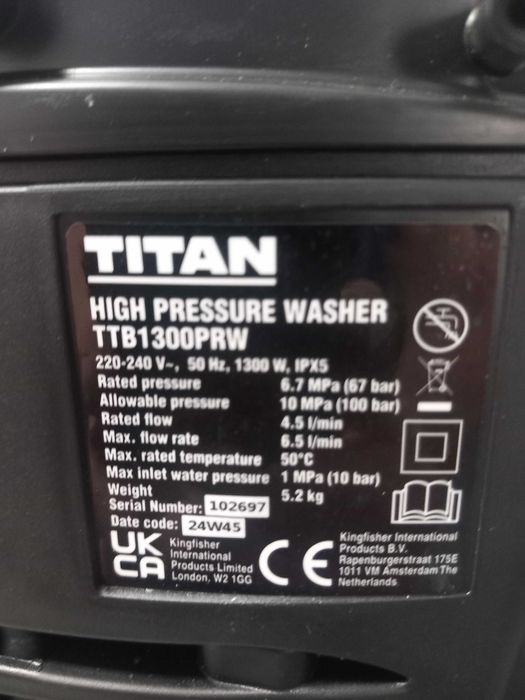 TITAN
HIGH PRESSURE WASHER
TTB1300PRW
220-240 V~, 50 Hz, 1300 W, IPX5
Rated pressure 6.7 MPa (67 bar)
Allowable pressure 10 MPa (100 bar)
Rated flow 4.5 l/min
Max. flow rate 6.5 l/min
Max. rated temperature 50°C
Max inlet water pressure 1 MPa (10 bar)
Weight 5.2 kg
Serial Number: 102697
Date code: 24W45
UK
CA
Kingfisher
International
Products Limited
London, W2 1GG
CE
Kingfisher International
Products B.V.
Rapenburgerstraat 175E
1011 VM Amsterdam The
Netherlands